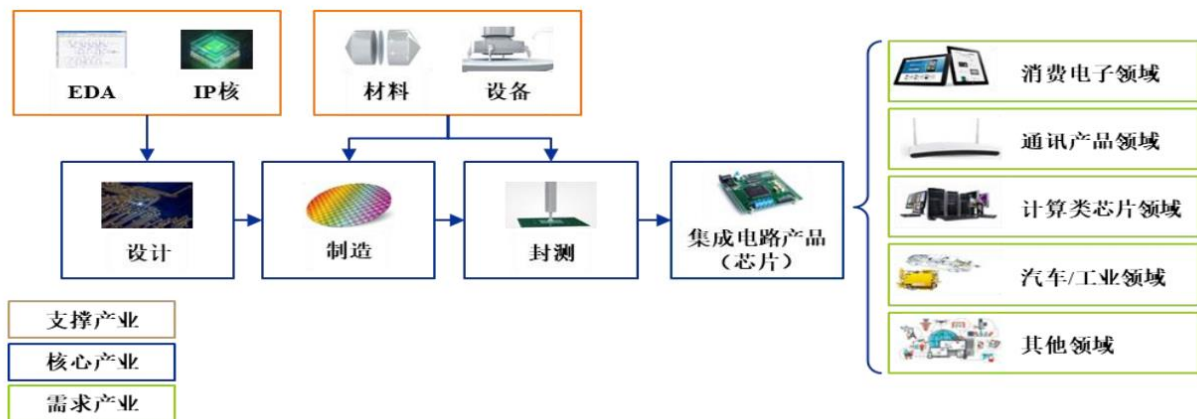 EDA
IP核
材料
设备
设计
制造
封测
集成电路产品
（芯片）
消费电子领域
通讯产品领域
计算类芯片领域
汽车/工业领域
其他领域
支撑产业
核心产业
需求产业